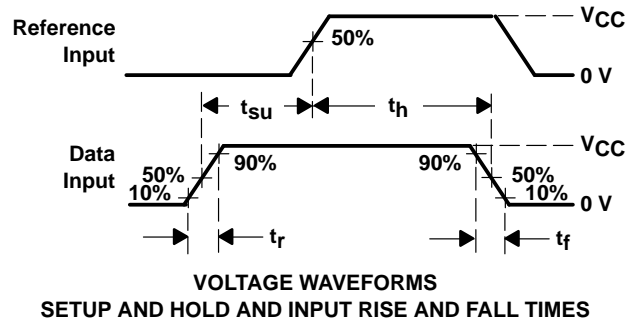 Reference
Input
50%
VCC
0 V
tsu
th
Data
Input
50%
10%
90%
90%
50%
10%
VCC
0 V
tr
tf
VOLTAGE WAVEFORMS
SETUP AND HOLD AND INPUT RISE AND FALL TIMES